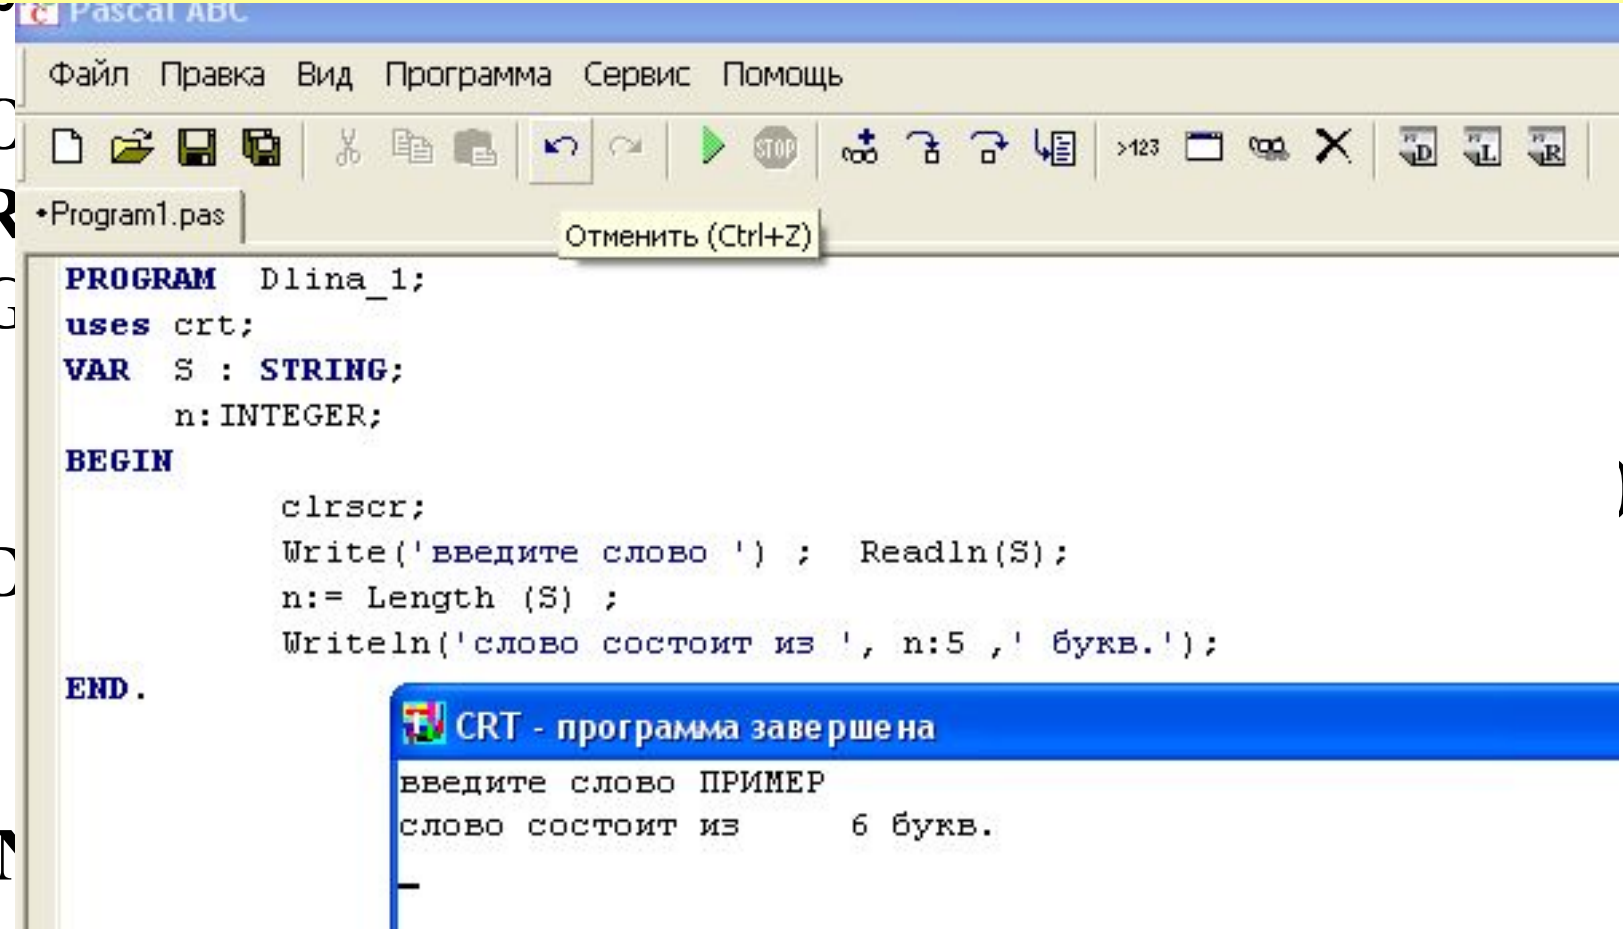 Pascal ABC
Файл Правка Вид Программа Сервис Помощь
STOP >123 D L R
•Program1.pas
Отменить (Ctrl+Z)
PROGRAM Dlina_1;
uses crt;
VAR S : STRING;
n:INTEGER;
BEGIN
clrscr;
Write('введите слово ') ; Readln(S);
n:= Length (S) ;
Writeln('слово состоит из ', n:5 ,' букв.');
END.
CRT - программа завершена
введите слово ПРИМЕР
слово состоит из 6 букв.